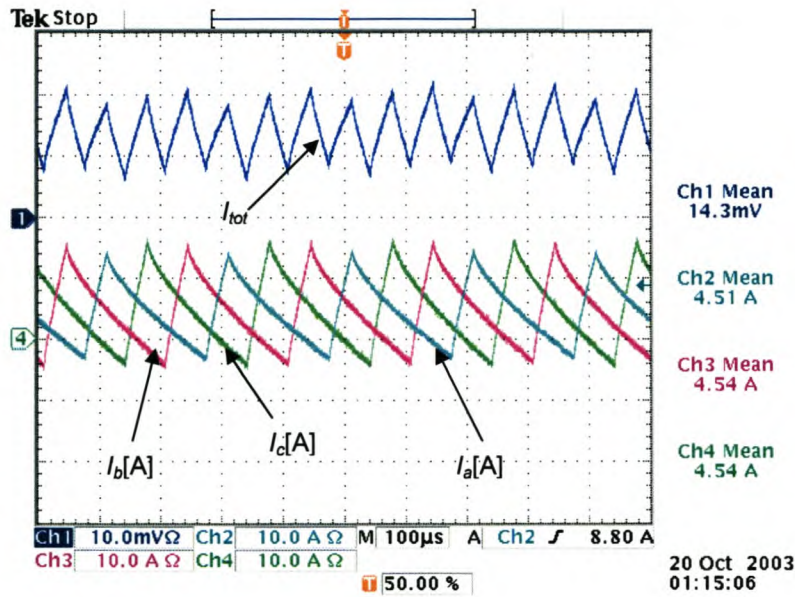 Tek Stop
T
T
1
I_tot
Ch1 Mean
14.3mV
Ch2 Mean
4.51 A
4
Ch3 Mean
4.54 A
I_b[A]
I_c[A]
I_a[A]
Ch4 Mean
4.54 A
Ch1 10.0mVΩ Ch2 10.0 A Ω M 100µs A Ch2 8.80 A
Ch3 10.0 A Ω Ch4 10.0 A Ω
T 50.00 %
20 Oct 2003
01:15:06